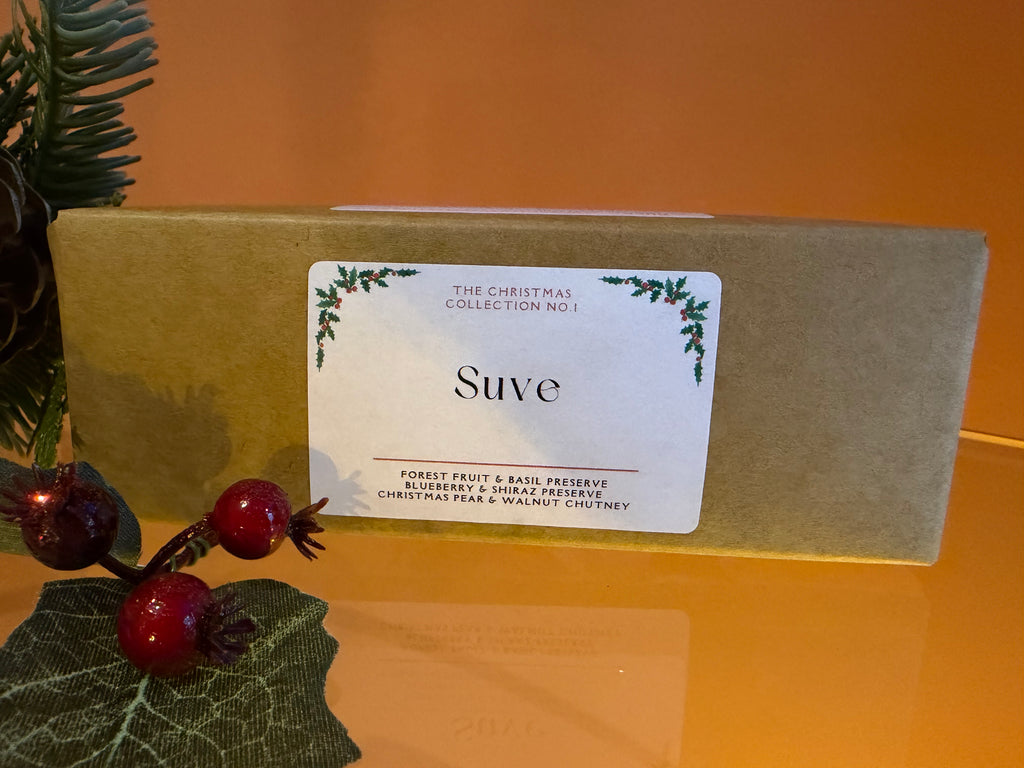 THE CHRISTMAS
COLLECTION NO.1
Suve
FOREST FRUIT & BASIL PRESERVE
BLUEBERRY & SHIRAZ PRESERVE
CHRISTMAS PEAR & WALNUT CHUTNEY